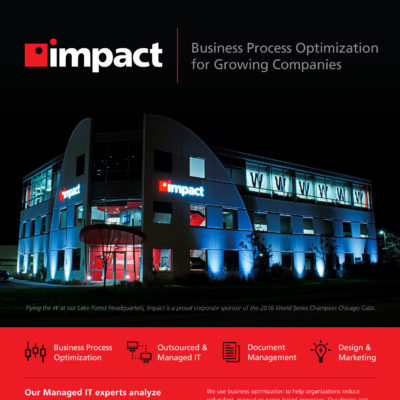 impact
Business Process Optimization
for Growing Companies
impact
impact
W W W W W W
Flying the W at our Lake Forest Headquarters, Impact is a proud corporate sponsor of the 2016 World Series Champion Chicago Cubs.
Business Process
Optimization
Outsourced &
Managed IT
Document
Management
Design &
Marketing
Our Managed IT experts analyze
We use business optimization to help organizations reduce